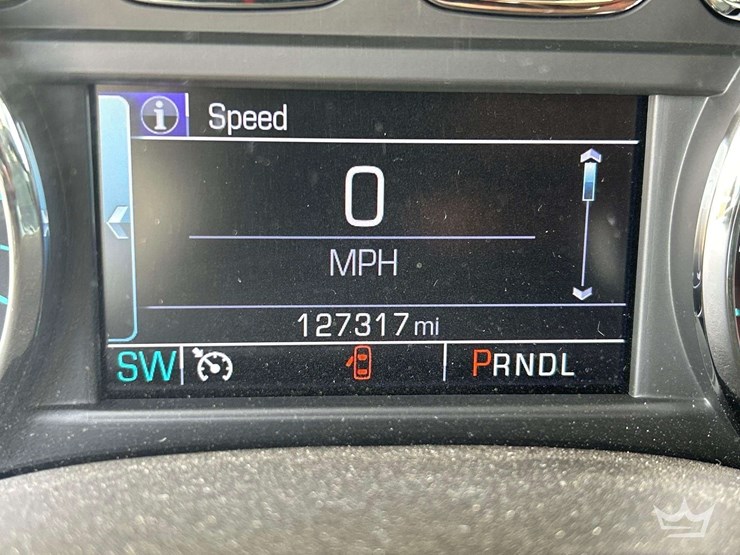 i Speed
0
MPH
127317 mi
SW PRNDL